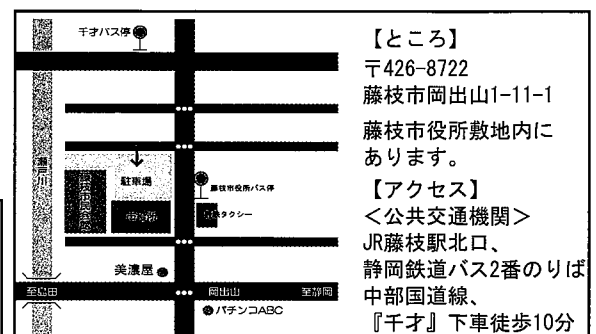 千才バス停
瀬戸川
駐車場
藤枝市役所バス停
美濃屋
至島田
岡出山
至静岡
パチンコABC
【ところ】
〒426-8722
藤枝市岡出山1-11-1
藤枝市役所敷地内に
あります。
【アクセス】
<公共交通機関>
JR藤枝駅北口、
静岡鉄道バス2番のりば
中部国道線、
『千才』下車徒歩10分